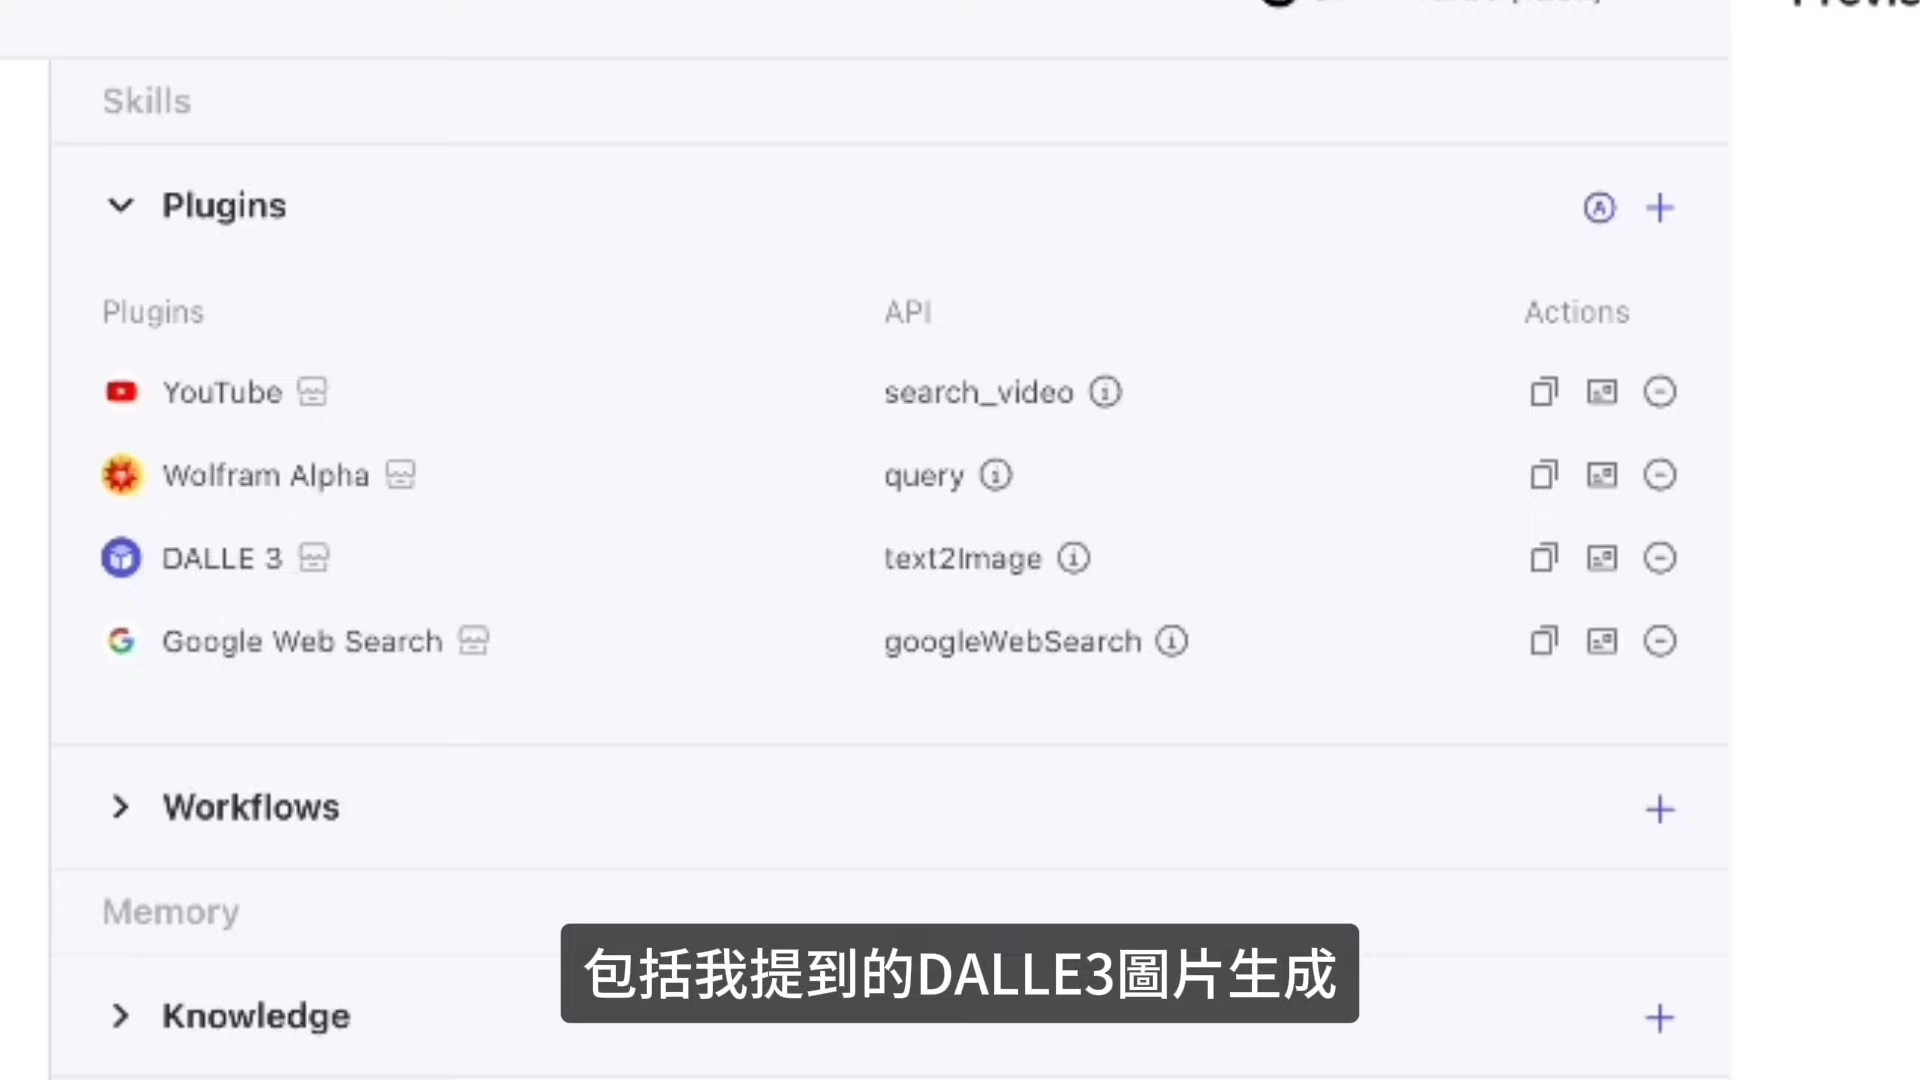 Skills
Plugins
Plugins API Actions
YouTube search_video
Wolfram Alpha query
DALLE 3 text2Image
Google Web Search googleWebSearch
Workflows
Memory
包括我提到的DALLE3圖片生成
Knowledge